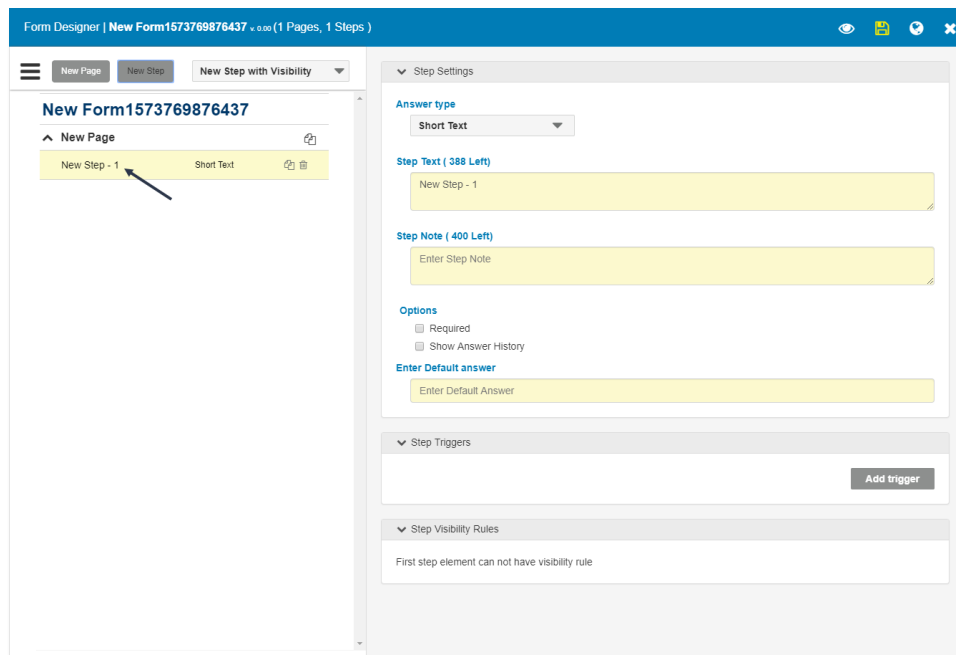 Form Designer | New Form1573769876437 v. 0.00 (1 Pages, 1 Steps )
New Page
New Step
New Step with Visibility
New Form1573769876437
New Page
New Step - 1
Short Text
Step Settings
Answer type
Short Text
Step Text ( 388 Left)
New Step - 1
Step Note ( 400 Left)
Enter Step Note
Options
Required
Show Answer History
Enter Default answer
Enter Default Answer
Step Triggers
Add trigger
Step Visibility Rules
First step element can not have visibility rule